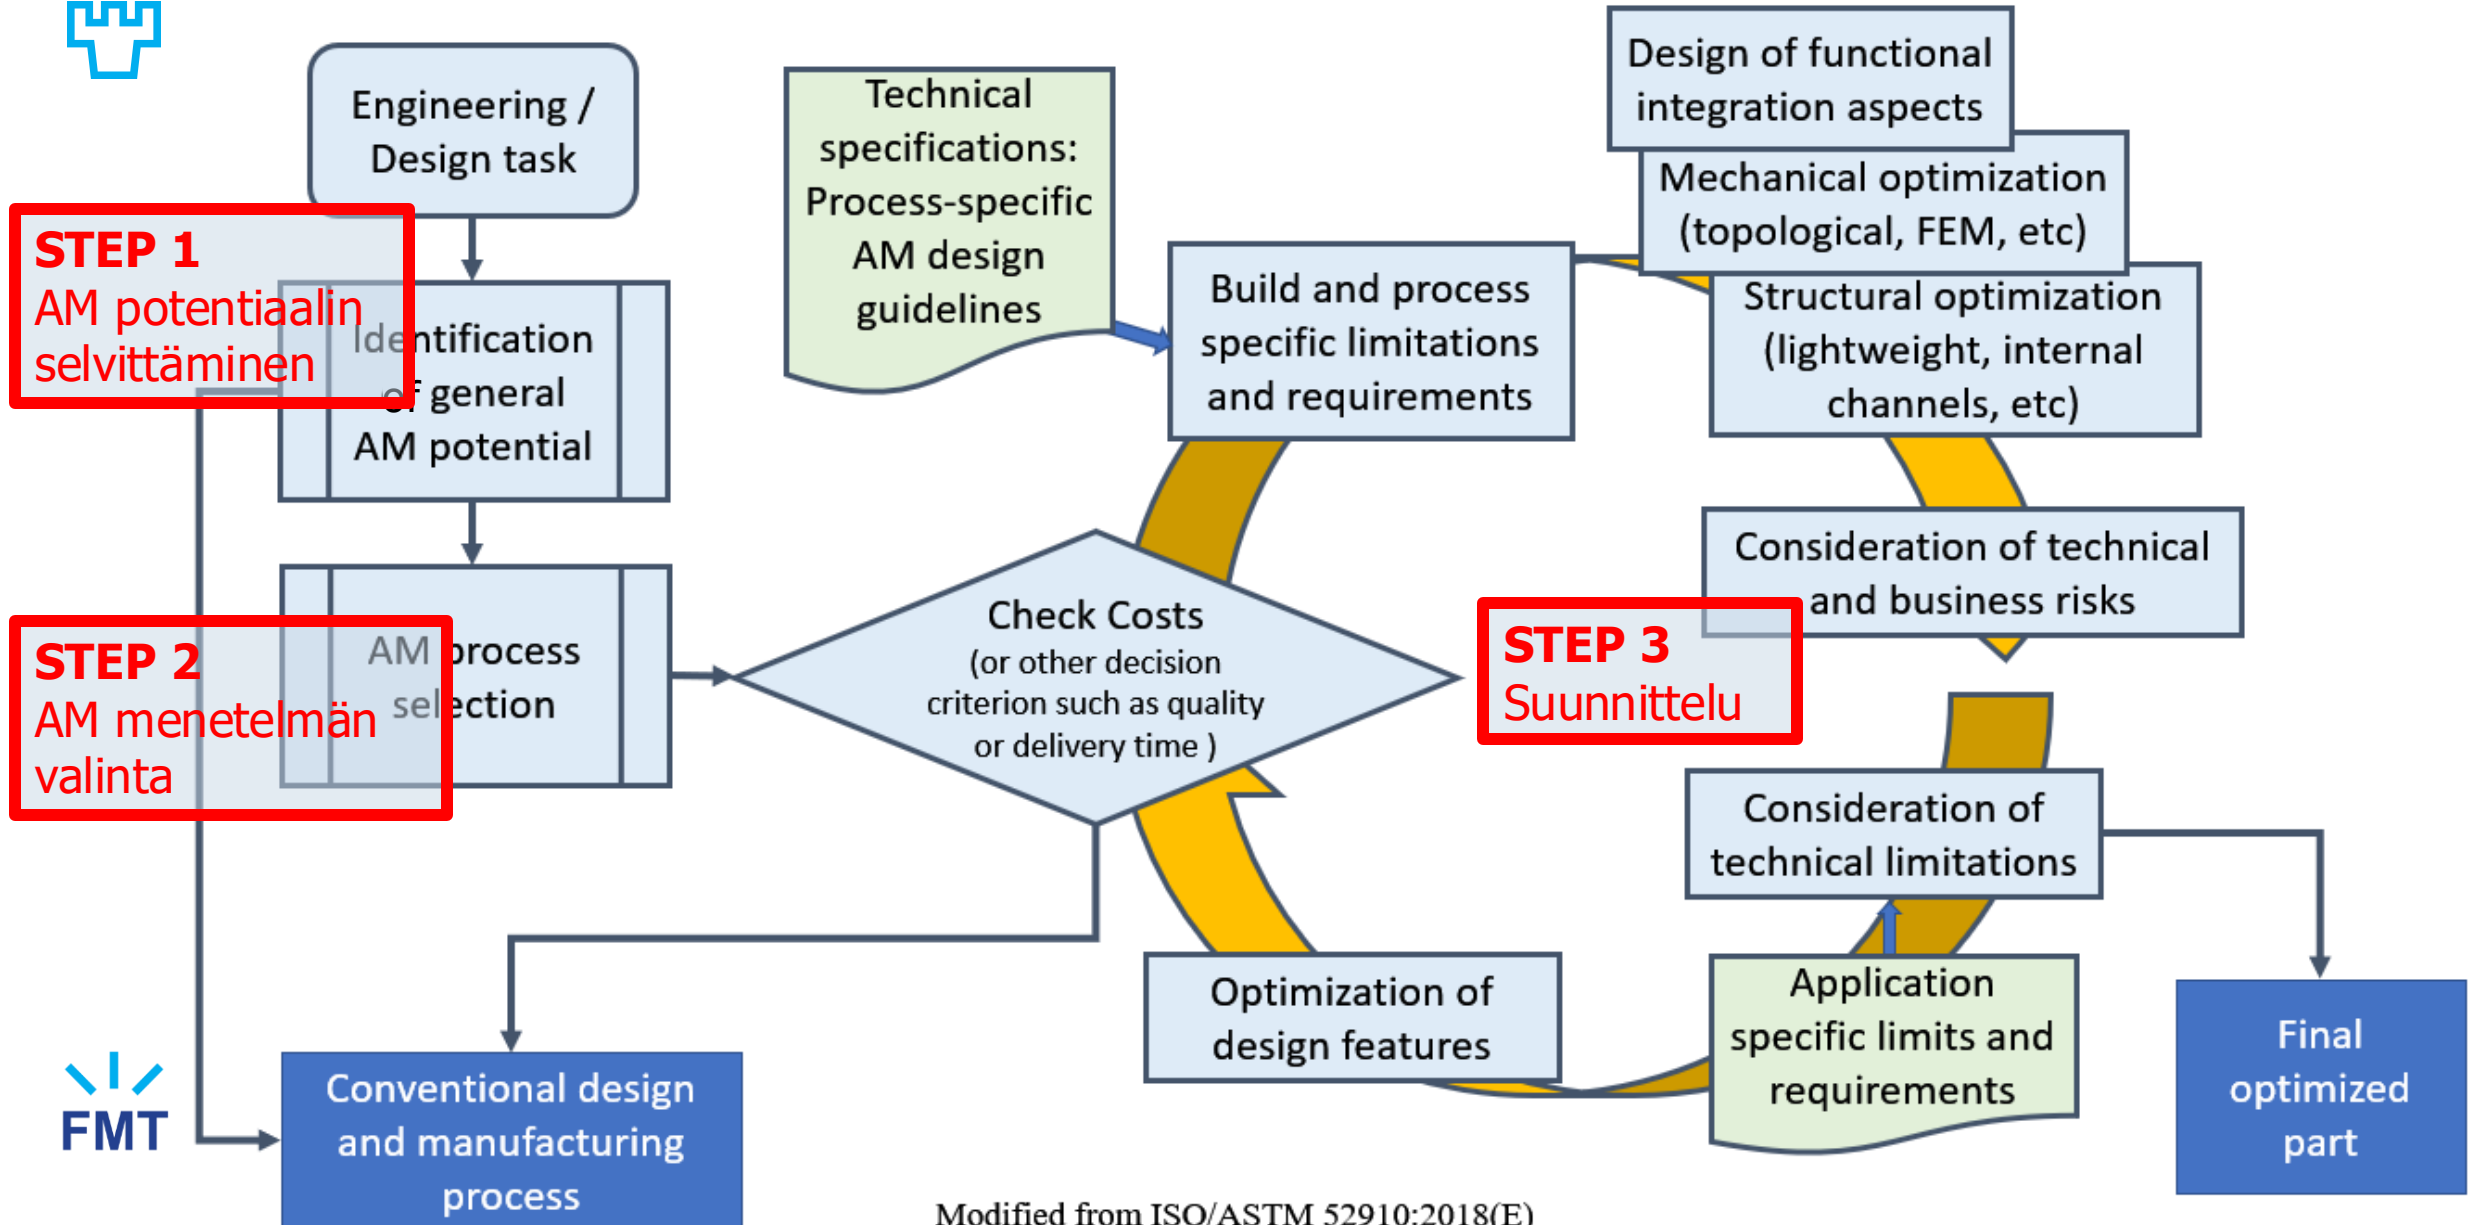 Engineering /
Design task
STEP 1
AM potentiaalin
selvittäminen
Identification
of general
AM potential
STEP 2
AM menetelmän
valinta
AM process
selection
Technical
specifications:
Process-specific
AM design
guidelines
Build and process
specific limitations
and requirements
Design of functional
integration aspects
Mechanical optimization
(topological, FEM, etc)
Structural optimization
(lightweight, internal
channels, etc)
Consideration of technical
and business risks
STEP 3
Suunnittelu
Check Costs
(or other decision
criterion such as quality
or delivery time )
Consideration of
technical limitations
Application
specific limits and
requirements
Optimization of
design features
Final
optimized
part
Conventional design
and manufacturing
process
FMT
Modified from ISO/ASTM 52910:2018(E)